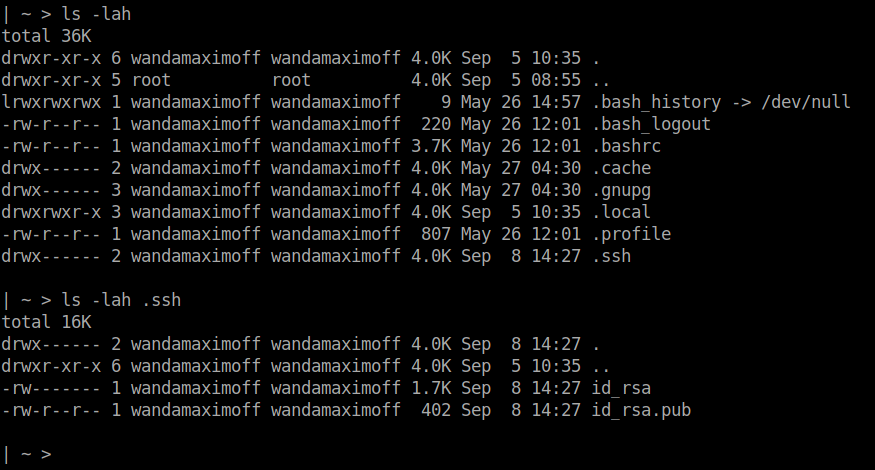 | ~ > ls -lah
total 36K
drwxr-xr-x 6 wandamaximoff wandamaximoff 4.0K Sep  5 10:35 .
drwxr-xr-x 5 root          root          4.0K Sep  5 08:55 ..
lrwxrwxrwx 1 wandamaximoff wandamaximoff    9 May 26 14:57 .bash_history -> /dev/null
-rw-r--r-- 1 wandamaximoff wandamaximoff  220 May 26 12:01 .bash_logout
-rw-r--r-- 1 wandamaximoff wandamaximoff 3.7K May 26 12:01 .bashrc
drwx------ 2 wandamaximoff wandamaximoff 4.0K May 27 04:30 .cache
drwx------ 3 wandamaximoff wandamaximoff 4.0K May 27 04:30 .gnupg
drwxrwxr-x 3 wandamaximoff wandamaximoff 4.0K Sep  5 10:35 .local
-rw-r--r-- 1 wandamaximoff wandamaximoff  807 May 26 12:01 .profile
drwx------ 2 wandamaximoff wandamaximoff 4.0K Sep  8 14:27 .ssh

| ~ > ls -lah .ssh
total 16K
drwx------ 2 wandamaximoff wandamaximoff 4.0K Sep  8 14:27 .
drwxr-xr-x 6 wandamaximoff wandamaximoff 4.0K Sep  5 10:35 ..
-rw------- 1 wandamaximoff wandamaximoff 1.7K Sep  8 14:27 id_rsa
-rw-r--r-- 1 wandamaximoff wandamaximoff  402 Sep  8 14:27 id_rsa.pub

| ~ >